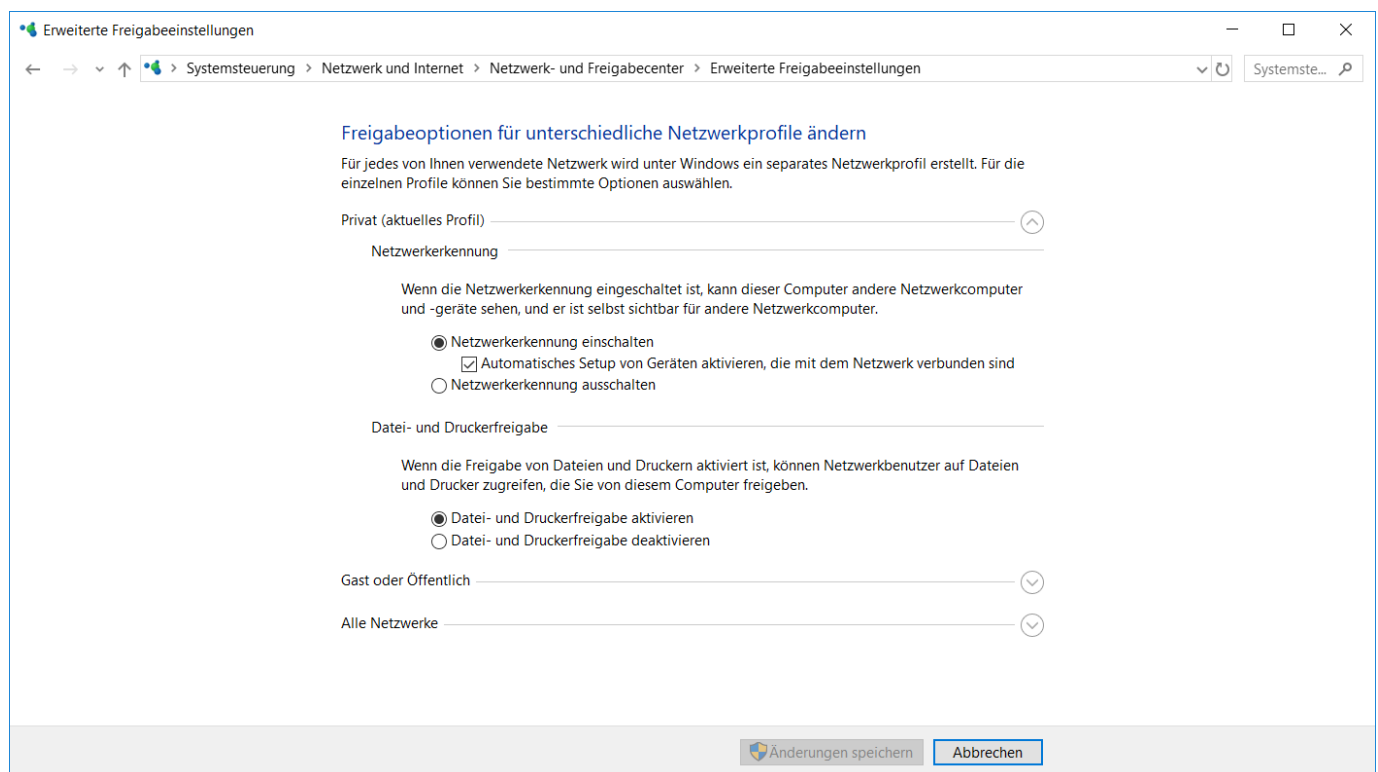 Erweiterte Freigabeeinstellungen
Systemsteuerung > Netzwerk und Internet > Netzwerk- und Freigabecenter > Erweiterte Freigabeeinstellungen
Systemste...
Freigabeoptionen für unterschiedliche Netzwerkprofile ändern
Für jedes von Ihnen verwendete Netzwerk wird unter Windows ein separates Netzwerkprofil erstellt. Für die
einzelnen Profile können Sie bestimmte Optionen auswählen.
Privat (aktuelles Profil)
Netzwerkerkennung
Wenn die Netzwerkerkennung eingeschaltet ist, kann dieser Computer andere Netzwerkcomputer
und -geräte sehen, und er ist selbst sichtbar für andere Netzwerkcomputer.
Netzwerkerkennung einschalten
Automatisches Setup von Geräten aktivieren, die mit dem Netzwerk verbunden sind
Netzwerkerkennung ausschalten
Datei- und Druckerfreigabe
Wenn die Freigabe von Dateien und Druckern aktiviert ist, können Netzwerkbenutzer auf Dateien
und Drucker zugreifen, die Sie von diesem Computer freigeben.
Datei- und Druckerfreigabe aktivieren
Datei- und Druckerfreigabe deaktivieren
Gast oder Öffentlich
Alle Netzwerke
Änderungen speichern
Abbrechen